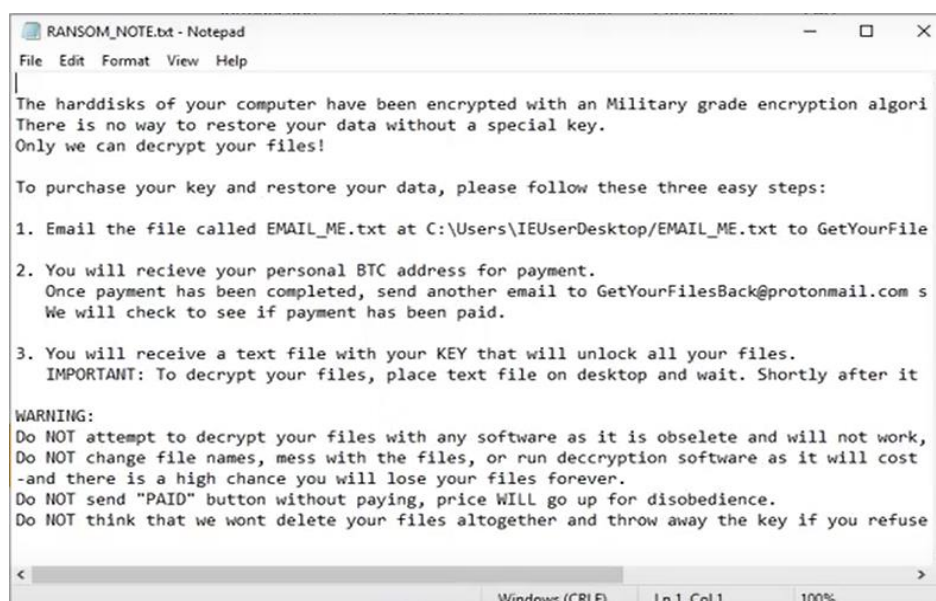 RANSOM_NOTE.txt - Notepad
File Edit Format View Help
The harddisks of your computer have been encrypted with an Military grade encryption algori
There is no way to restore your data without a special key.
Only we can decrypt your files!
To purchase your key and restore your data, please follow these three easy steps:
1. Email the file called EMAIL_ME.txt at C:\Users\IEUserDesktop/EMAIL_ME.txt to GetYourFile
2. You will recieve your personal BTC address for payment.
Once payment has been completed, send another email to GetYourFilesBack@protonmail.com s
We will check to see if payment has been paid.
3. You will receive a text file with your KEY that will unlock all your files.
IMPORTANT: To decrypt your files, place text file on desktop and wait. Shortly after it
WARNING:
Do NOT attempt to decrypt your files with any software as it is obselete and will not work,
Do NOT change file names, mess with the files, or run deccryption software as it will cost
-and there is a high chance you will lose your files forever.
Do NOT send "PAID" button without paying, price WILL go up for disobedience.
Do NOT think that we wont delete your files altogether and throw away the key if you refuse
Windows (CRLF) Ln 1, Col 1 100%